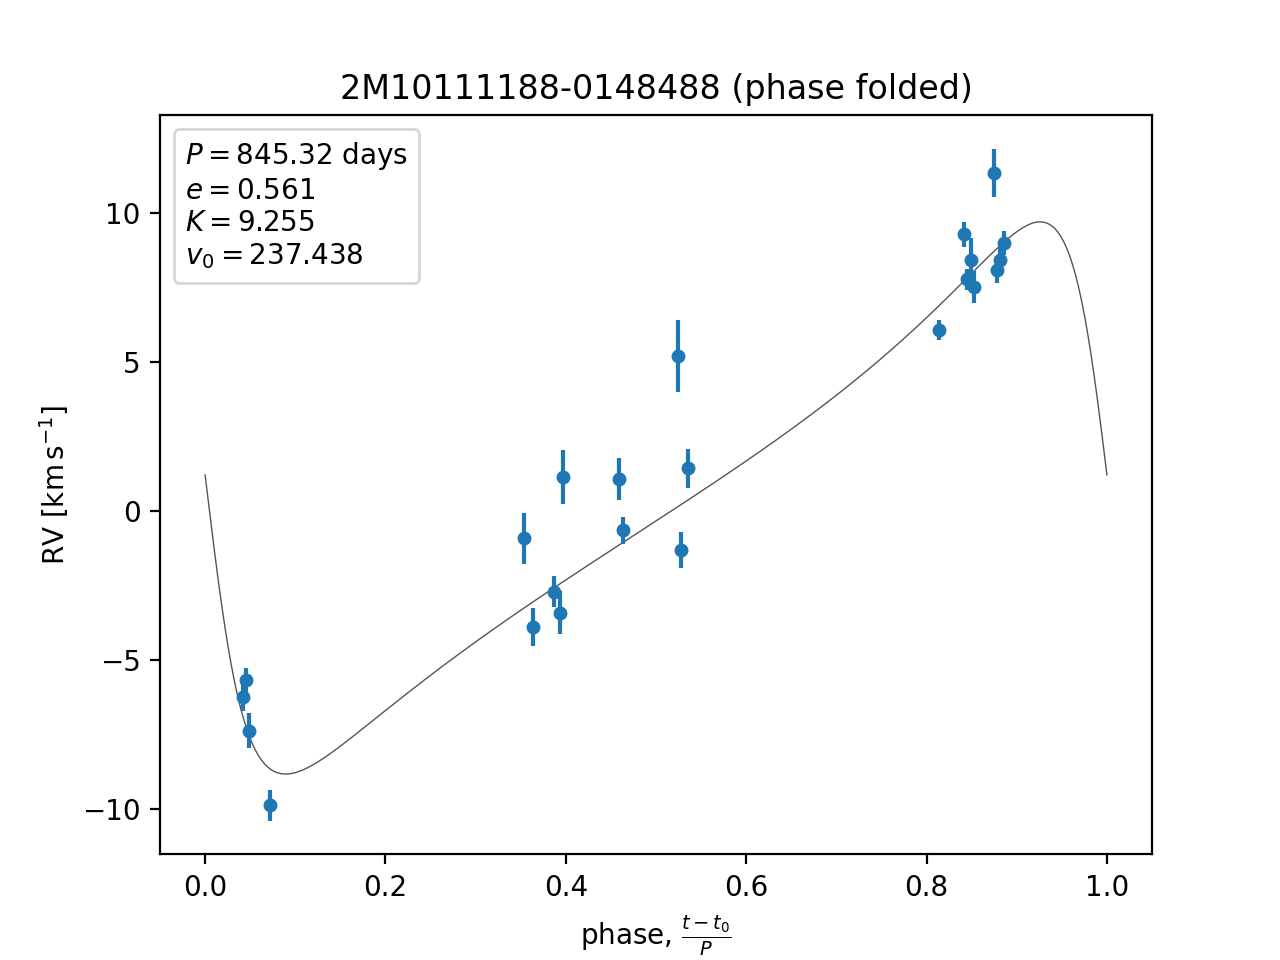 2M10111188-0148488 (phase folded)
P = 845.32 days
e = 0.561
K = 9.255
v₀ = 237.438
10
5
0
−5
−10
RV [km s⁻¹]
0.0 0.2 0.4 0.6 0.8 1.0
phase, (t − t₀)/P